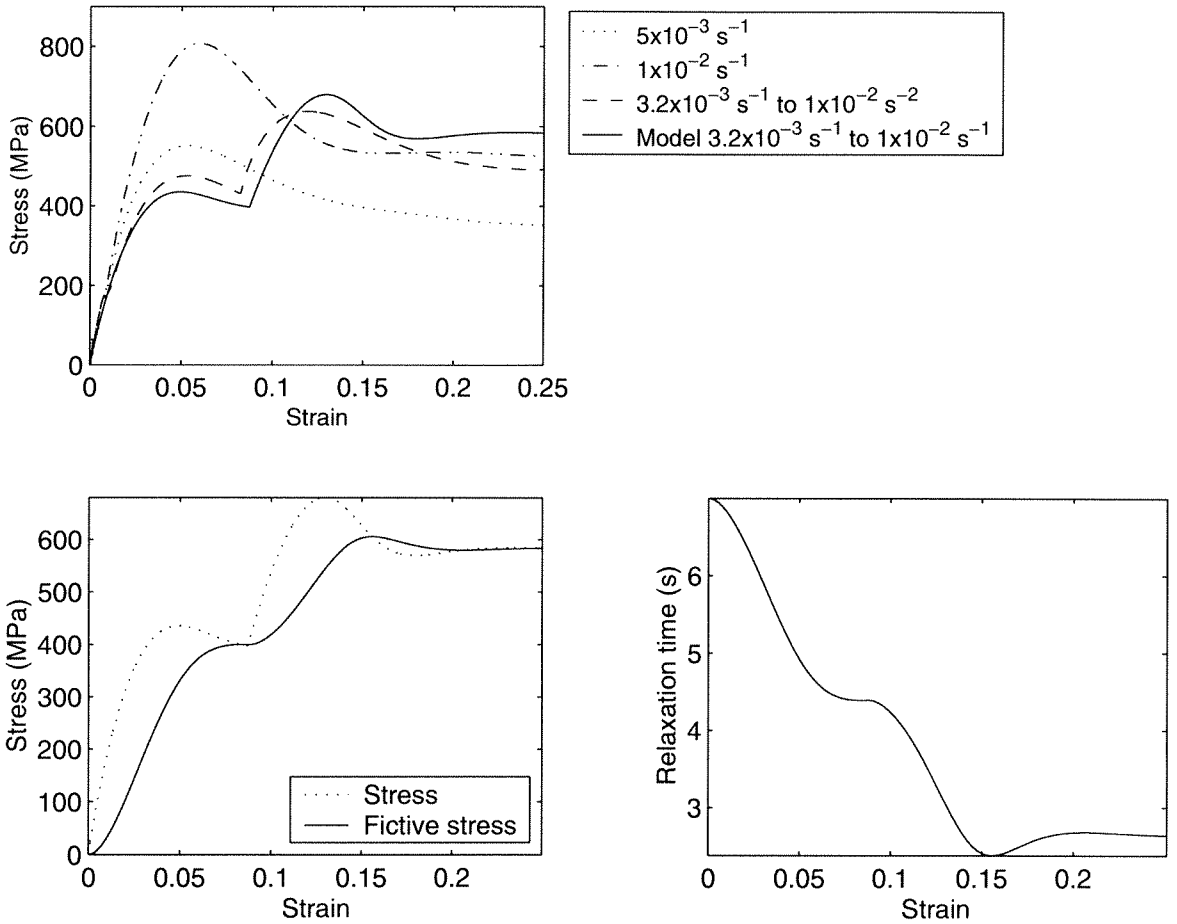 800
600
400
200
0
Stress (MPa)
0 0.05 0.1 0.15 0.2 0.25
Strain
5x10⁻³ s⁻¹
1x10⁻² s⁻¹
3.2x10⁻³ s⁻¹ to 1x10⁻² s⁻²
Model 3.2x10⁻³ s⁻¹ to 1x10⁻² s⁻¹
600
500
400
300
200
100
0
Stress (MPa)
Stress
Fictive stress
0 0.05 0.1 0.15 0.2
Strain
6
5
4
3
Relaxation time (s)
0 0.05 0.1 0.15 0.2
Strain